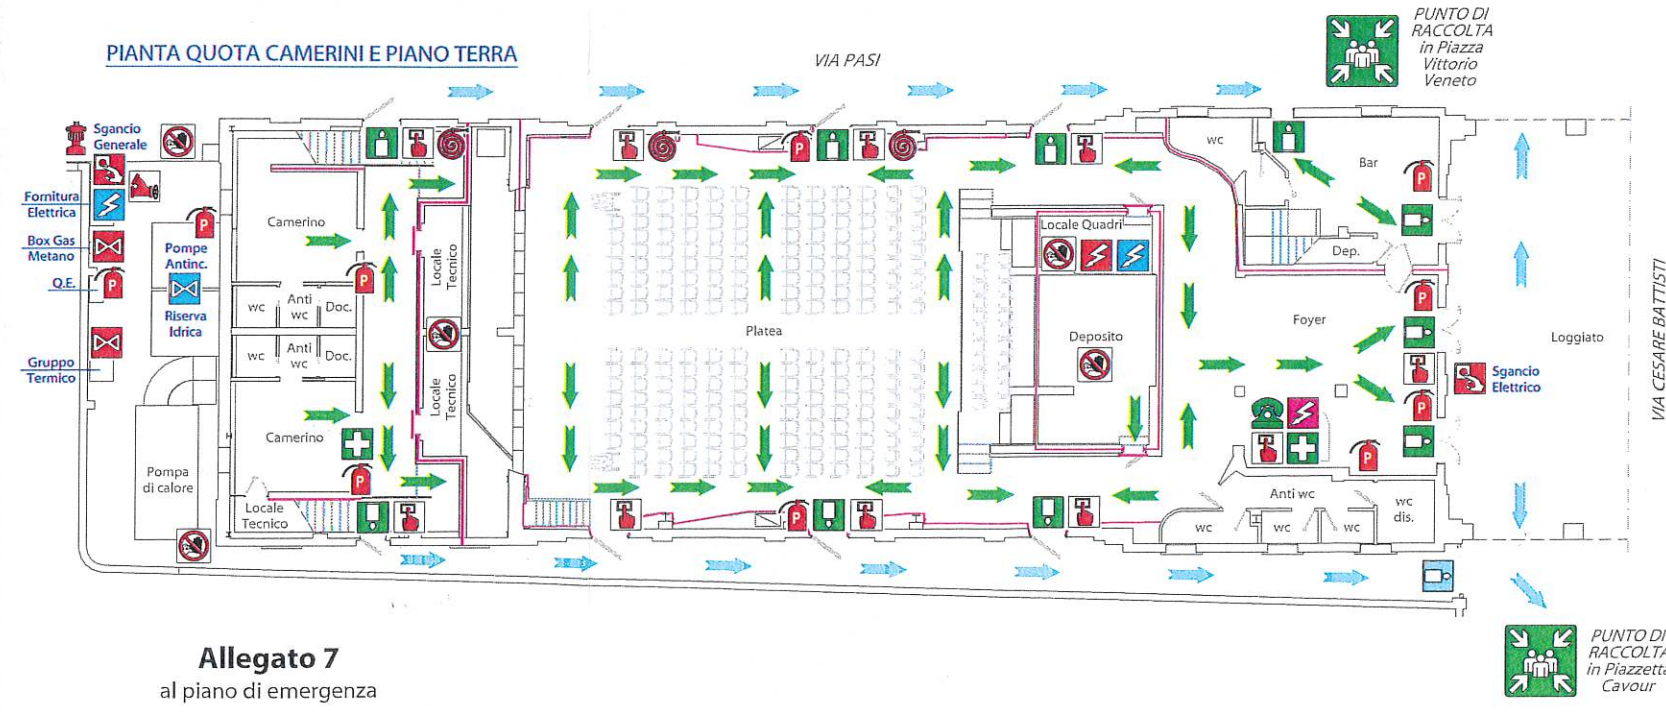 PIANTA QUOTA CAMERINI E PIANO TERRA
VIA PASI
PUNTO DI
RACCOLTA
in Piazza
Vittorio
Veneto
Sgancio
Generale
Fornitura
Elettrica
Box Gas
Metano
Q.E.
Gruppo
Termico
P
Pompe
Antinc.
Riserva
Idrica
Pompa
di calore
Camerino
wc
Anti
wc
Doc.
wc
Anti
wc
Doc.
Camerino
Locale
Tecnico
P
P
P
Locale
Tecnico
Locale
Tecnico
P
P
P
Platea
Locale Quadri
Deposito
wc
Bar
P
Dep.
Foyer
P
P
P
Anti wc
wc
wc
wc
wc
dis.
Loggiato
Sgancio
Elettrico
VIA CESARE BATTISTI
PUNTO DI
RACCOLTA
in Piazzetta
Cavour
Allegato 7
al piano di emergenza